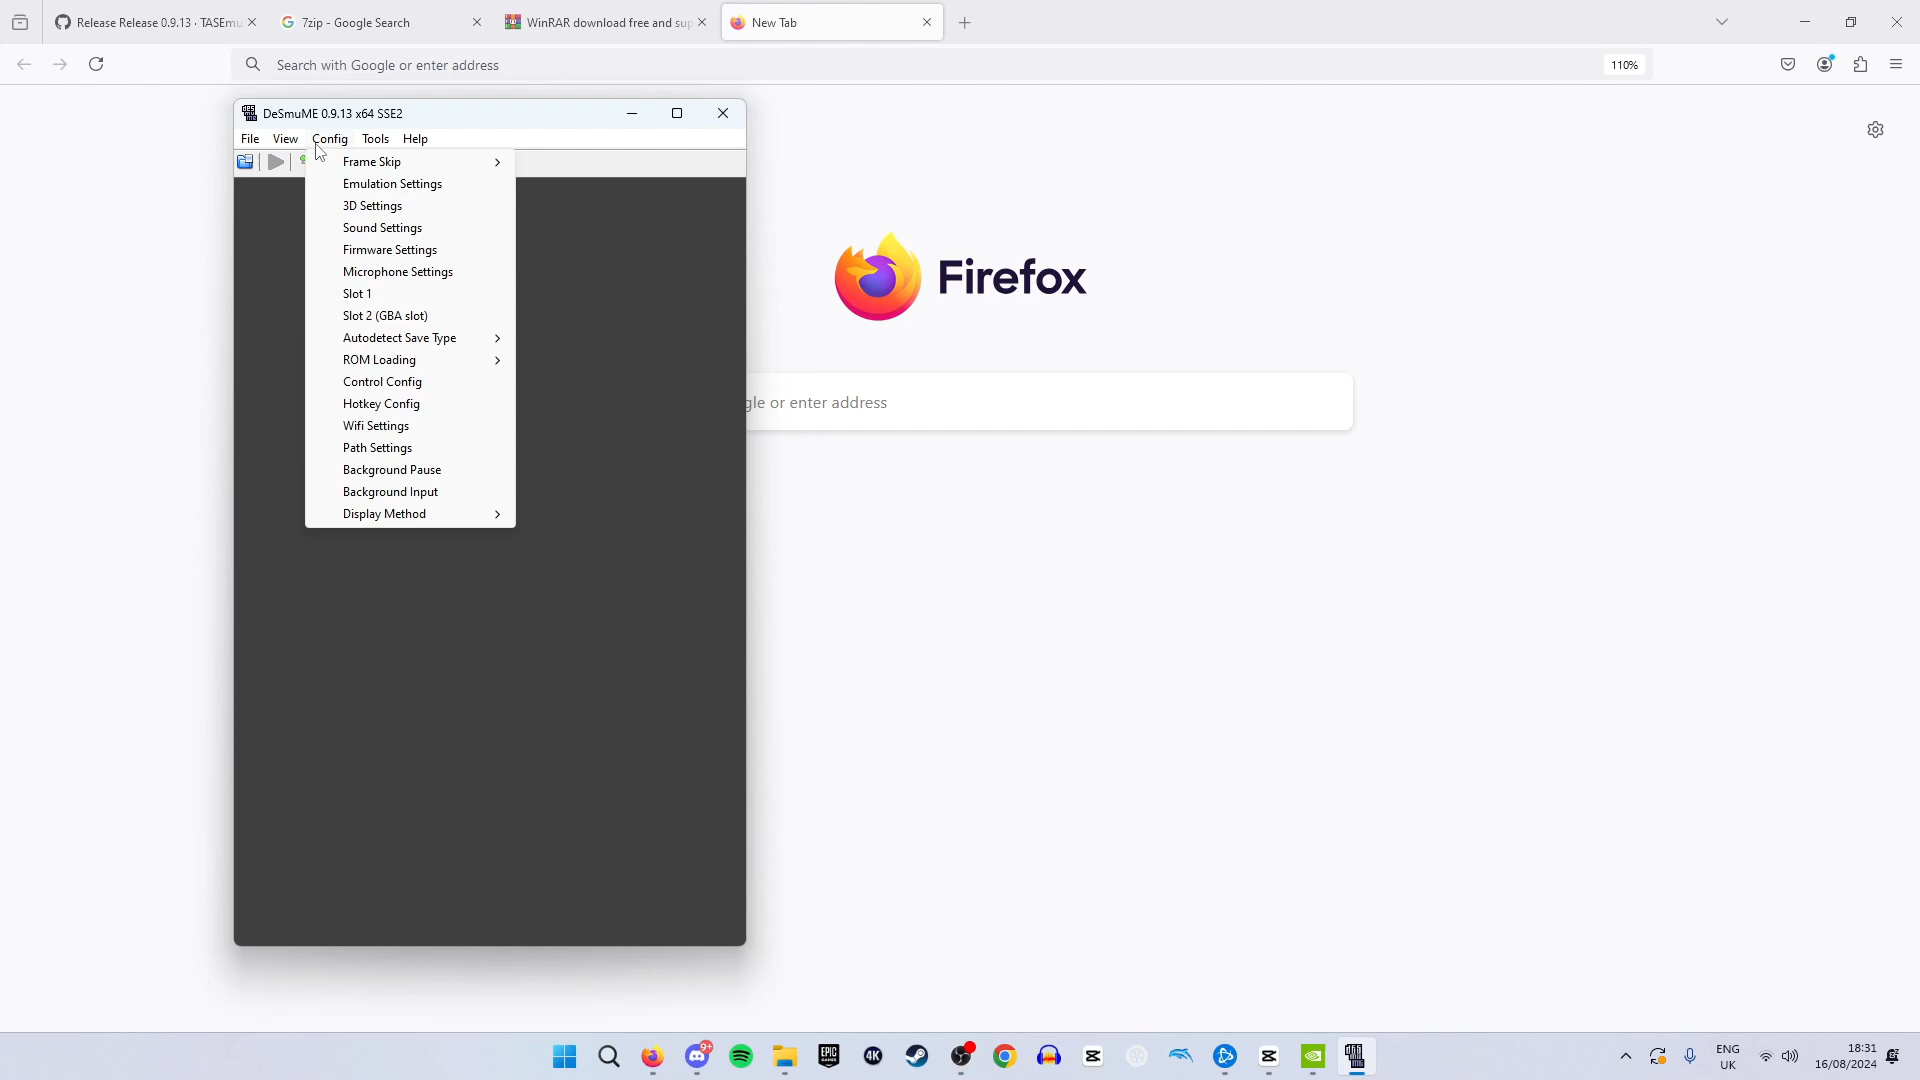 Release Release 0.9.13 · TASEmu
7zip - Google Search
WinRAR download free and sup
New Tab
Search with Google or enter address
110%
DeSmuME 0.9.13 x64 SSE2
File View Config Tools Help
Frame Skip
Emulation Settings
3D Settings
Sound Settings
Firmware Settings
Microphone Settings
Slot 1
Slot 2 (GBA slot)
Autodetect Save Type
ROM Loading
Control Config
Hotkey Config
Wifi Settings
Path Settings
Background Pause
Background Input
Display Method
Firefox
gle or enter address
9+
EPIC
GAMES
4K
ENG
UK
18:31
16/08/2024